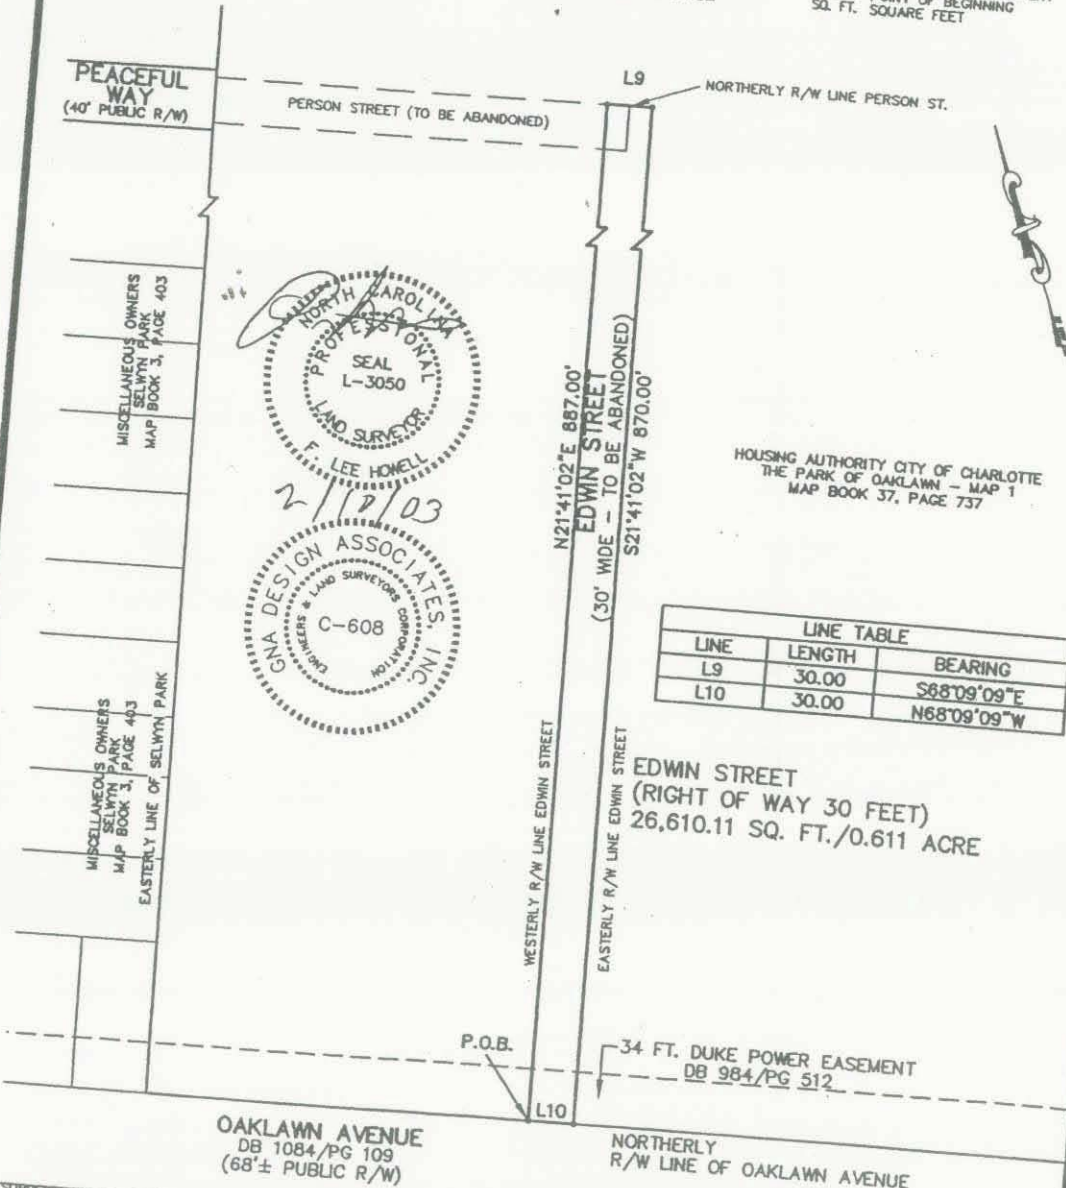 BEGINNING
SQ. FT. SQUARE FEET
PEACEFUL
WAY
(40' PUBLIC R/W)
PERSON STREET (TO BE ABANDONED)
L9
NORTHERLY R/W LINE PERSON ST.
MISCELLANEOUS OWNERS
SELWYN PARK
MAP BOOK 3, PAGE 403
NORTH CAROLINA
PROFESSIONAL
SEAL
L-3050
LAND SURVEYOR
F. LEE HOWELL
GNA DESIGN ASSOCIATES, INC
ENGINEERS & LAND SURVEYORS CORPORATION
C-608
N21°41'02"E 887.00'
EDWIN STREET
(30' WIDE - TO BE ABANDONED)
S21°41'02"W 870.00'
HOUSING AUTHORITY CITY OF CHARLOTTE
THE PARK OF OAKLAWN - MAP 1
MAP BOOK 37, PAGE 737
LINE TABLE
LINE LENGTH BEARING
L9 30.00 S68°09'09"E
L10 30.00 N68°09'09"W
MISCELLANEOUS OWNERS
SELWYN PARK
MAP BOOK 3, PAGE 403
EASTERLY LINE OF SELWYN PARK
WESTERLY R/W LINE EDWIN STREET
EASTERLY R/W LINE EDWIN STREET
EDWIN STREET
(RIGHT OF WAY 30 FEET)
26,610.11 SQ. FT./0.611 ACRE
P.O.B.
34 FT. DUKE POWER EASEMENT
DB 984/PG 512
L10
OAKLAWN AVENUE
DB 1084/PG 109
(68'± PUBLIC R/W)
NORTHERLY
R/W LINE OF OAKLAWN AVENUE